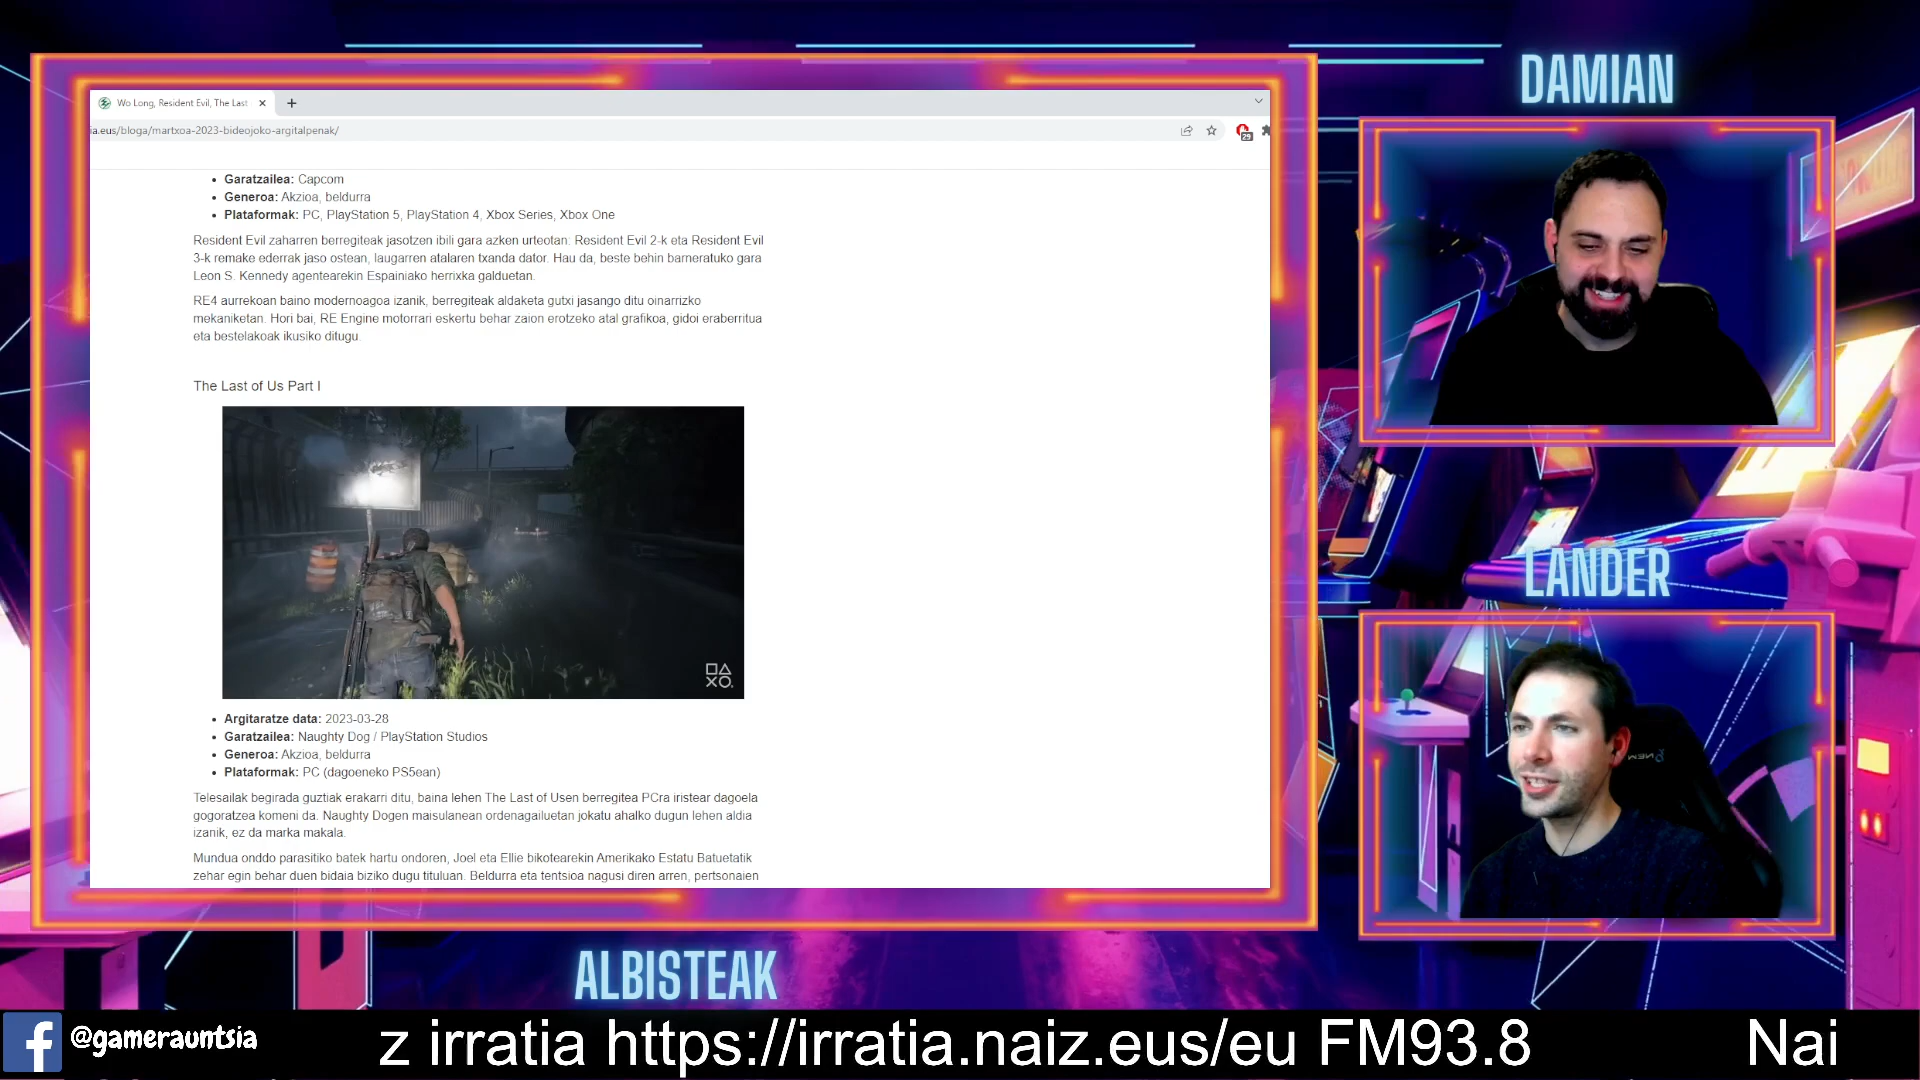 DAMIAN
Wo Long, Resident Evil, The Last
ia.eus/bloga/martxoa-2023-bideojoko-argitalpenak/
29
Garatzailea: Capcom
Generoa: Akzioa, beldurra
Plataformak: PC, PlayStation 5, PlayStation 4, Xbox Series, Xbox One
Resident Evil zaharren berregiteak jasotzen ibili gara azken urteotan: Resident Evil 2-k eta Resident Evil
3-k remake ederrak jaso ostean, laugarren atalaren txanda dator. Hau da, beste behin barneratuko gara
Leon S. Kennedy agentearekin Espainiako herrixka galduetan.
RE4 aurrekoan baino modernoagoa izanik, berregiteak aldaketa gutxi jasango ditu oinarrizko
mekaniketan. Hori bai, RE Engine motorrari eskertu behar zaion erotzeko atal grafikoa, gidoi eraberritua
eta bestelakoak ikusiko ditugu.
The Last of Us Part I
Argitaratze data: 2023-03-28
Garatzailea: Naughty Dog / PlayStation Studios
Generoa: Akzioa, beldurra
Plataformak: PC (dagoeneko PS5ean)
Telesailak begirada guztiak erakarri ditu, baina lehen The Last of Usen berregitea PCra iristear dagoela
gogoratzea komeni da. Naughty Dogen maisulanean ordenagailuetan jokatu ahalko dugun lehen aldia
izanik, ez da marka makala.
Mundua onddo parasitiko batek hartu ondoren, Joel eta Ellie bikotearekin Amerikako Estatu Batuetatik
zehar egin behar duen bidaia biziko dugu tituluan. Beldurra eta tentsioa nagusi diren arren, pertsonaien
LANDER
ALBISTEAK
@gamerauntsia
z irratia https://irratia.naiz.eus/eu FM93.8 Nai